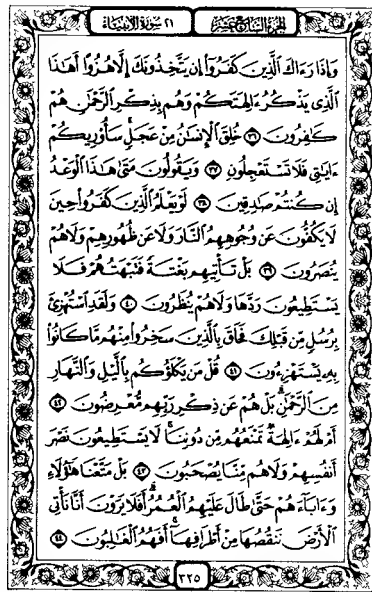 الجزء السابع عشر
٢١ سورة الأنبياء
وَإِذَا رَءَاكَ ٱلَّذِينَ كَفَرُوٓا۟ إِن يَتَّخِذُونَكَ إِلَّا هُزُوًا أَهَٰذَا
ٱلَّذِى يَذْكُرُ ءَالِهَتَكُمْ وَهُم بِذِكْرِ ٱلرَّحْمَٰنِ هُمْ
كَٰفِرُونَ ٣٦ خُلِقَ ٱلْإِنسَٰنُ مِنْ عَجَلٍ سَأُو۟رِيكُمْ
ءَايَٰتِى فَلَا تَسْتَعْجِلُونِ ٣٧ وَيَقُولُونَ مَتَىٰ هَٰذَا ٱلْوَعْدُ
إِن كُنتُمْ صَٰدِقِينَ ٣٨ لَوْ يَعْلَمُ ٱلَّذِينَ كَفَرُوا۟ حِينَ
لَا يَكُفُّونَ عَن وُجُوهِهِمُ ٱلنَّارَ وَلَا عَن ظُهُورِهِمْ وَلَا هُمْ
يُنصَرُونَ ٣٩ بَلْ تَأْتِيهِم بَغْتَةً فَتَبْهَتُهُمْ فَلَا
يَسْتَطِيعُونَ رَدَّهَا وَلَا هُمْ يُنظَرُونَ ٤٠ وَلَقَدِ ٱسْتُهْزِئَ
بِرُسُلٍ مِّن قَبْلِكَ فَحَاقَ بِٱلَّذِينَ سَخِرُوا۟ مِنْهُم مَّا كَانُوا۟
بِهِۦ يَسْتَهْزِءُونَ ٤١ قُلْ مَن يَكْلَؤُكُم بِٱلَّيْلِ وَٱلنَّهَارِ
مِنَ ٱلرَّحْمَٰنِ بَلْ هُمْ عَن ذِكْرِ رَبِّهِم مُّعْرِضُونَ ٤٢
أَمْ لَهُمْ ءَالِهَةٌ تَمْنَعُهُم مِّن دُونِنَا لَا يَسْتَطِيعُونَ نَصْرَ
أَنفُسِهِمْ وَلَا هُم مِّنَّا يُصْحَبُونَ ٤٣ بَلْ مَتَّعْنَا هَٰٓؤُلَآءِ
وَءَابَآءَهُمْ حَتَّىٰ طَالَ عَلَيْهِمُ ٱلْعُمُرُ أَفَلَا يَرَوْنَ أَنَّا نَأْتِى
ٱلْأَرْضَ نَنقُصُهَا مِنْ أَطْرَافِهَآ أَفَهُمُ ٱلْغَٰلِبُونَ ٤٤
٣٢٥